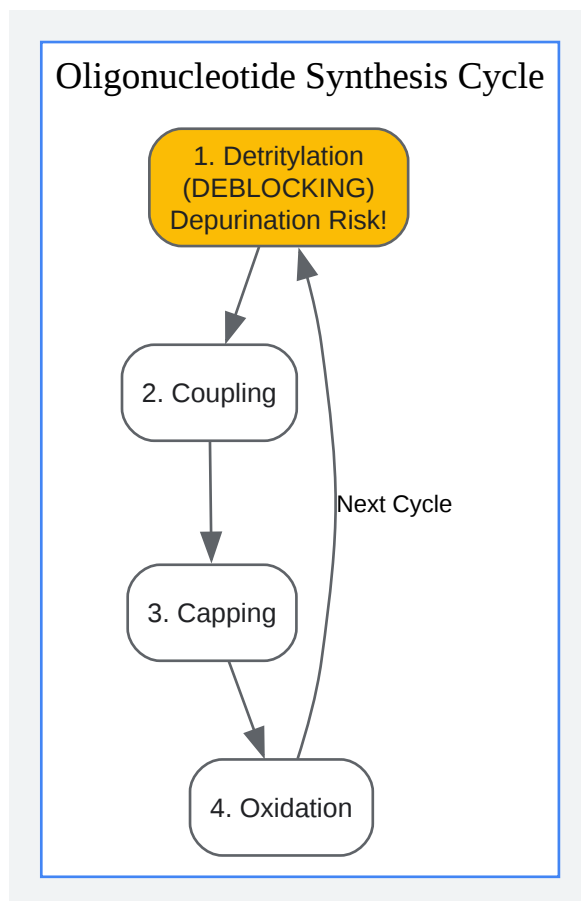 Oligonucleotide Synthesis Cycle
1. Detritylation
(DEBLOCKING)
Depurination Risk!
2. Coupling
Next Cycle
3. Capping
4. Oxidation